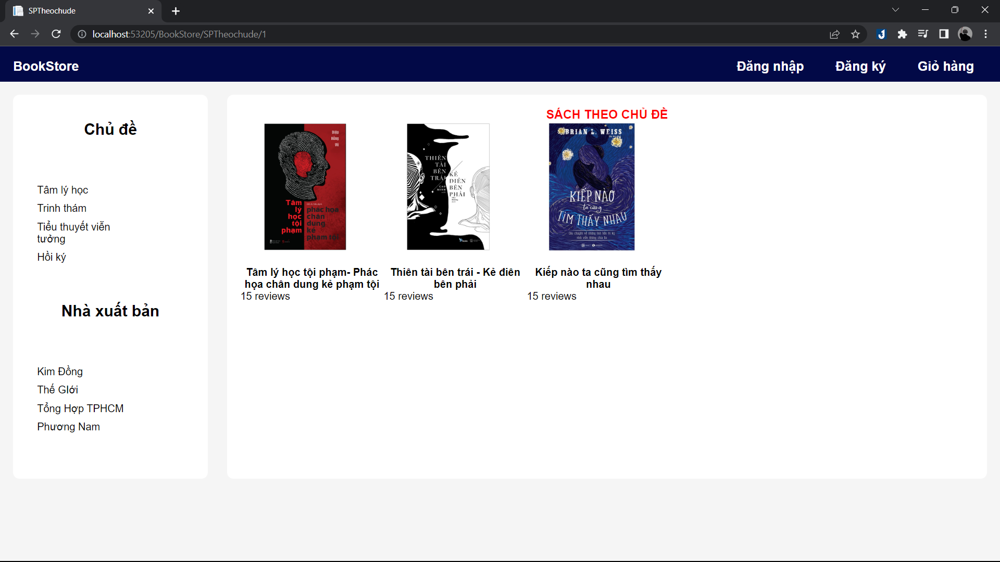 SPTheochude
localhost:53205/BookStore/SPTheochude/1
BookStore
Đăng nhập
Đăng ký
Giỏ hàng
Chủ đề
Tâm lý học
Trinh thám
Tiểu thuyết viễn
tưởng
Hồi ký
Nhà xuất bản
Kim Đồng
Thế GIới
Tổng Hợp TPHCM
Phương Nam
SÁCH THEO CHỦ ĐỀ
Diệp
Hồng
Vũ
Tâm
lý
học
tội
phạm
phác họa
chân
dung
kẻ
phạm tội
THIÊN
TÀI
BÊN
TRÁI
CAO
MINH
KẺ
ĐIÊN
BÊN
PHẢI
BRIAN L. WEISS
KIẾP NÀO
ta cũng
TÌM THẤY NHAU
Tâm lý học tội phạm- Phác
họa chân dung kẻ phạm tội
15 reviews
Thiên tài bên trái - Kẻ điên
bên phải
15 reviews
Kiếp nào ta cũng tìm thấy
nhau
15 reviews